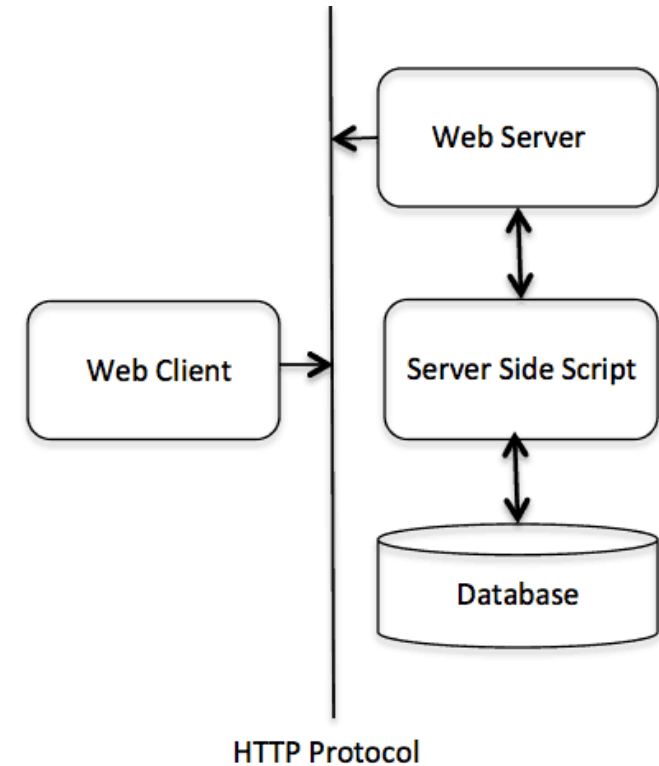 Web Server
Web Client
Server Side Script
Database
HTTP Protocol